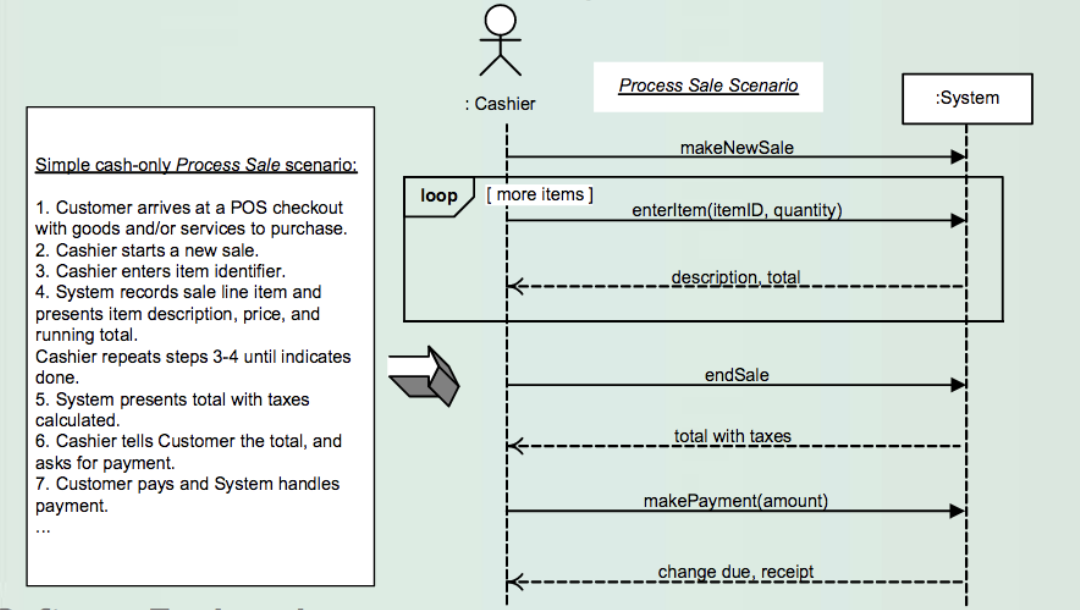 Simple cash-only Process Sale scenario:
1. Customer arrives at a POS checkout
with goods and/or services to purchase.
2. Cashier starts a new sale.
3. Cashier enters item identifier.
4. System records sale line item and
presents item description, price, and
running total.
Cashier repeats steps 3-4 until indicates
done.
5. System presents total with taxes
calculated.
6. Cashier tells Customer the total, and
asks for payment.
7. Customer pays and System handles
payment.
...
: Cashier
Process Sale Scenario
:System
makeNewSale
loop
[ more items ]
enterItem(itemID, quantity)
description, total
endSale
total with taxes
makePayment(amount)
change due, receipt